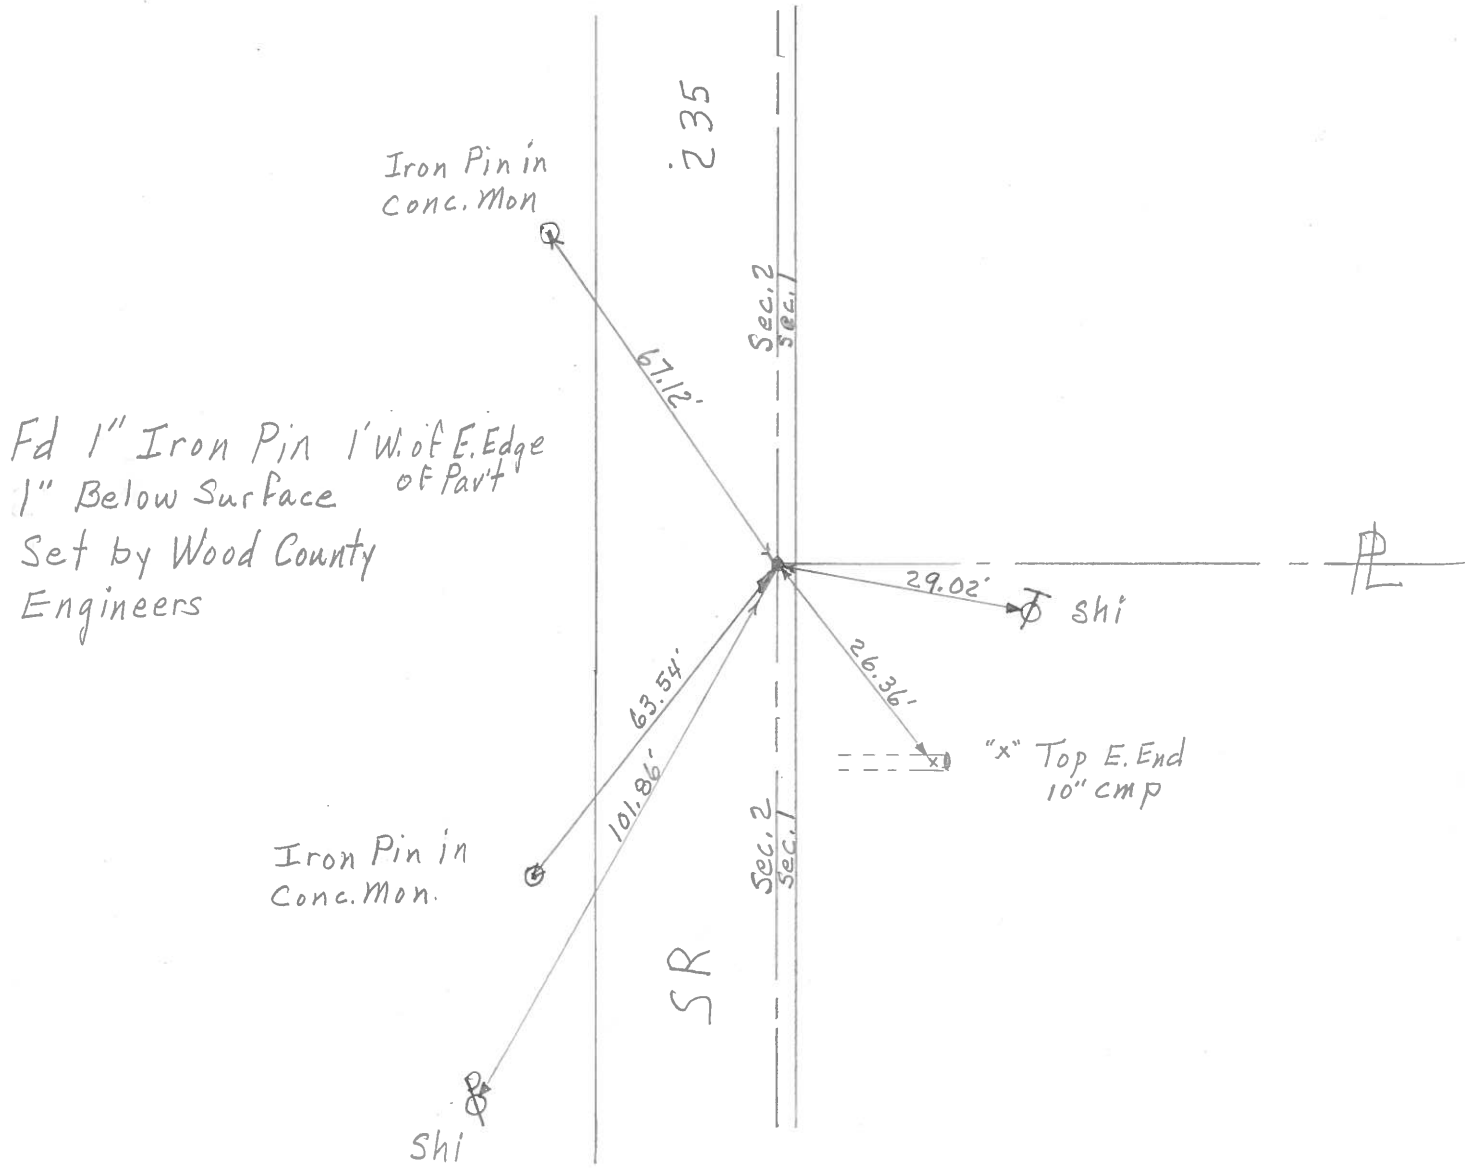 235
Iron Pin in
Conc. Mon
Sec. 2
Sec. 1
67.12'
Fd 1" Iron Pin 1' W. of E. Edge
of Pav't
1" Below Surface
Set by Wood County
Engineers
PL
29.02'
Shi
26.36'
63.54'
101.86'
"x" Top E. End
10" cmp
x
Sec. 2
Sec. 1
Iron Pin in
Conc. Mon.
SR
Shi